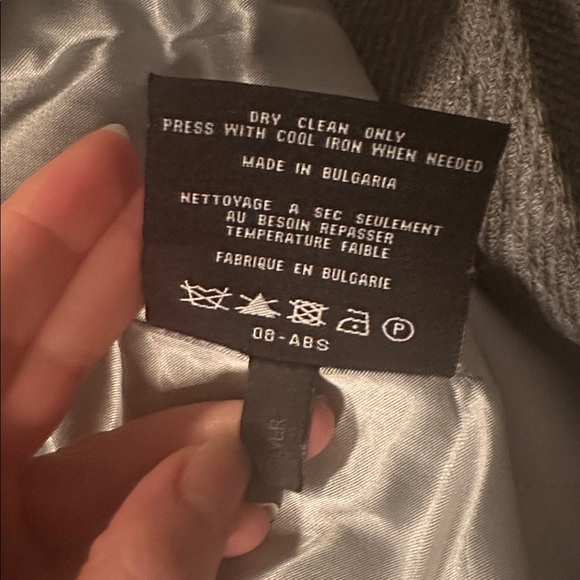 DRY CLEAN ONLY
PRESS WITH COOL IRON WHEN NEEDED
MADE IN BULGARIA
NETTOYAGE A SEC SEULEMENT
AU BESOIN REPASSER
TEMPERATURE FAIBLE
FABRIQUE EN BULGARIE
P
08-ABS